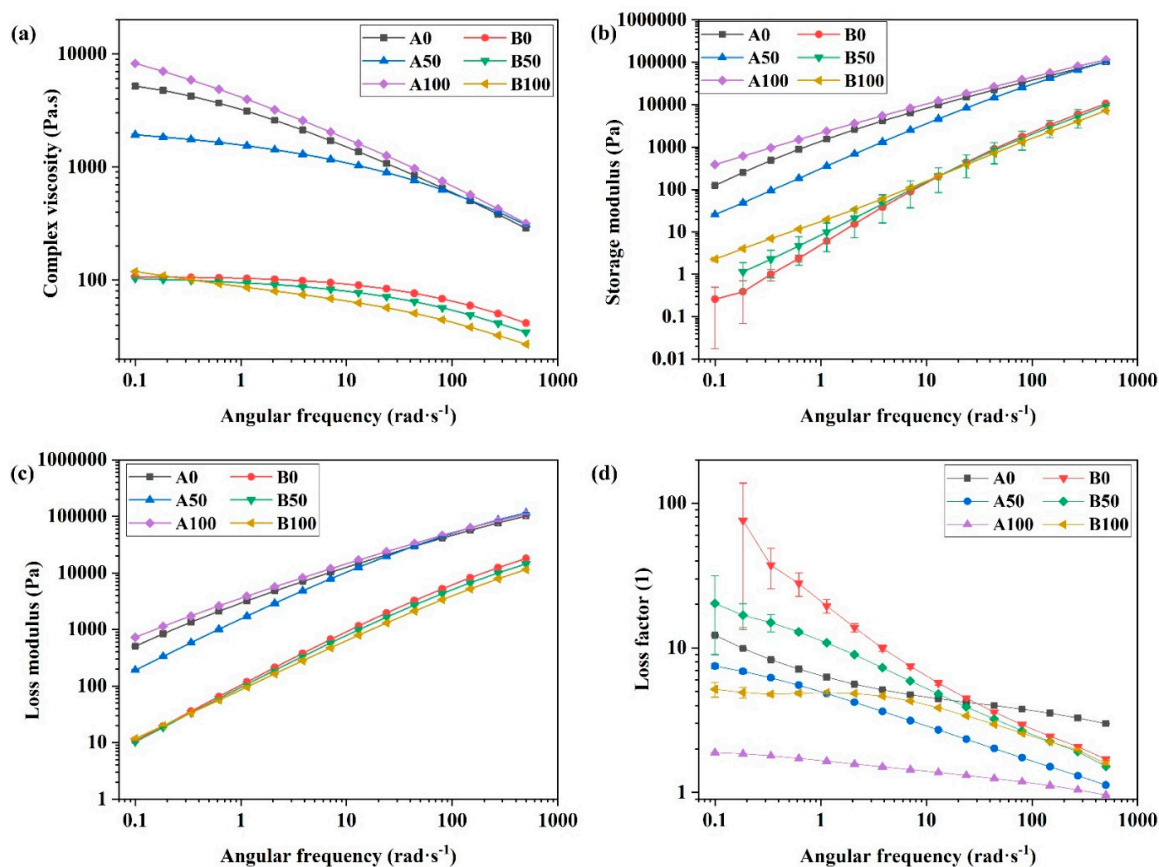 (a)
A0 B0
A50 B50
A100 B100
10000
1000
100
Complex viscosity (Pa.s)
0.1 1 10 100 1000
Angular frequency (rad·s⁻¹)
(b)
A0 B0
A50 B50
A100 B100
1000000
100000
10000
1000
100
10
1
0.1
0.01
Storage modulus (Pa)
0.1 1 10 100 1000
Angular frequency (rad·s⁻¹)
(c)
A0 B0
A50 B50
A100 B100
1000000
100000
10000
1000
100
10
1
Loss modulus (Pa)
0.1 1 10 100 1000
Angular frequency (rad·s⁻¹)
(d)
A0 B0
A50 B50
A100 B100
100
10
1
Loss factor (1)
0.1 1 10 100 1000
Angular frequency (rad·s⁻¹)